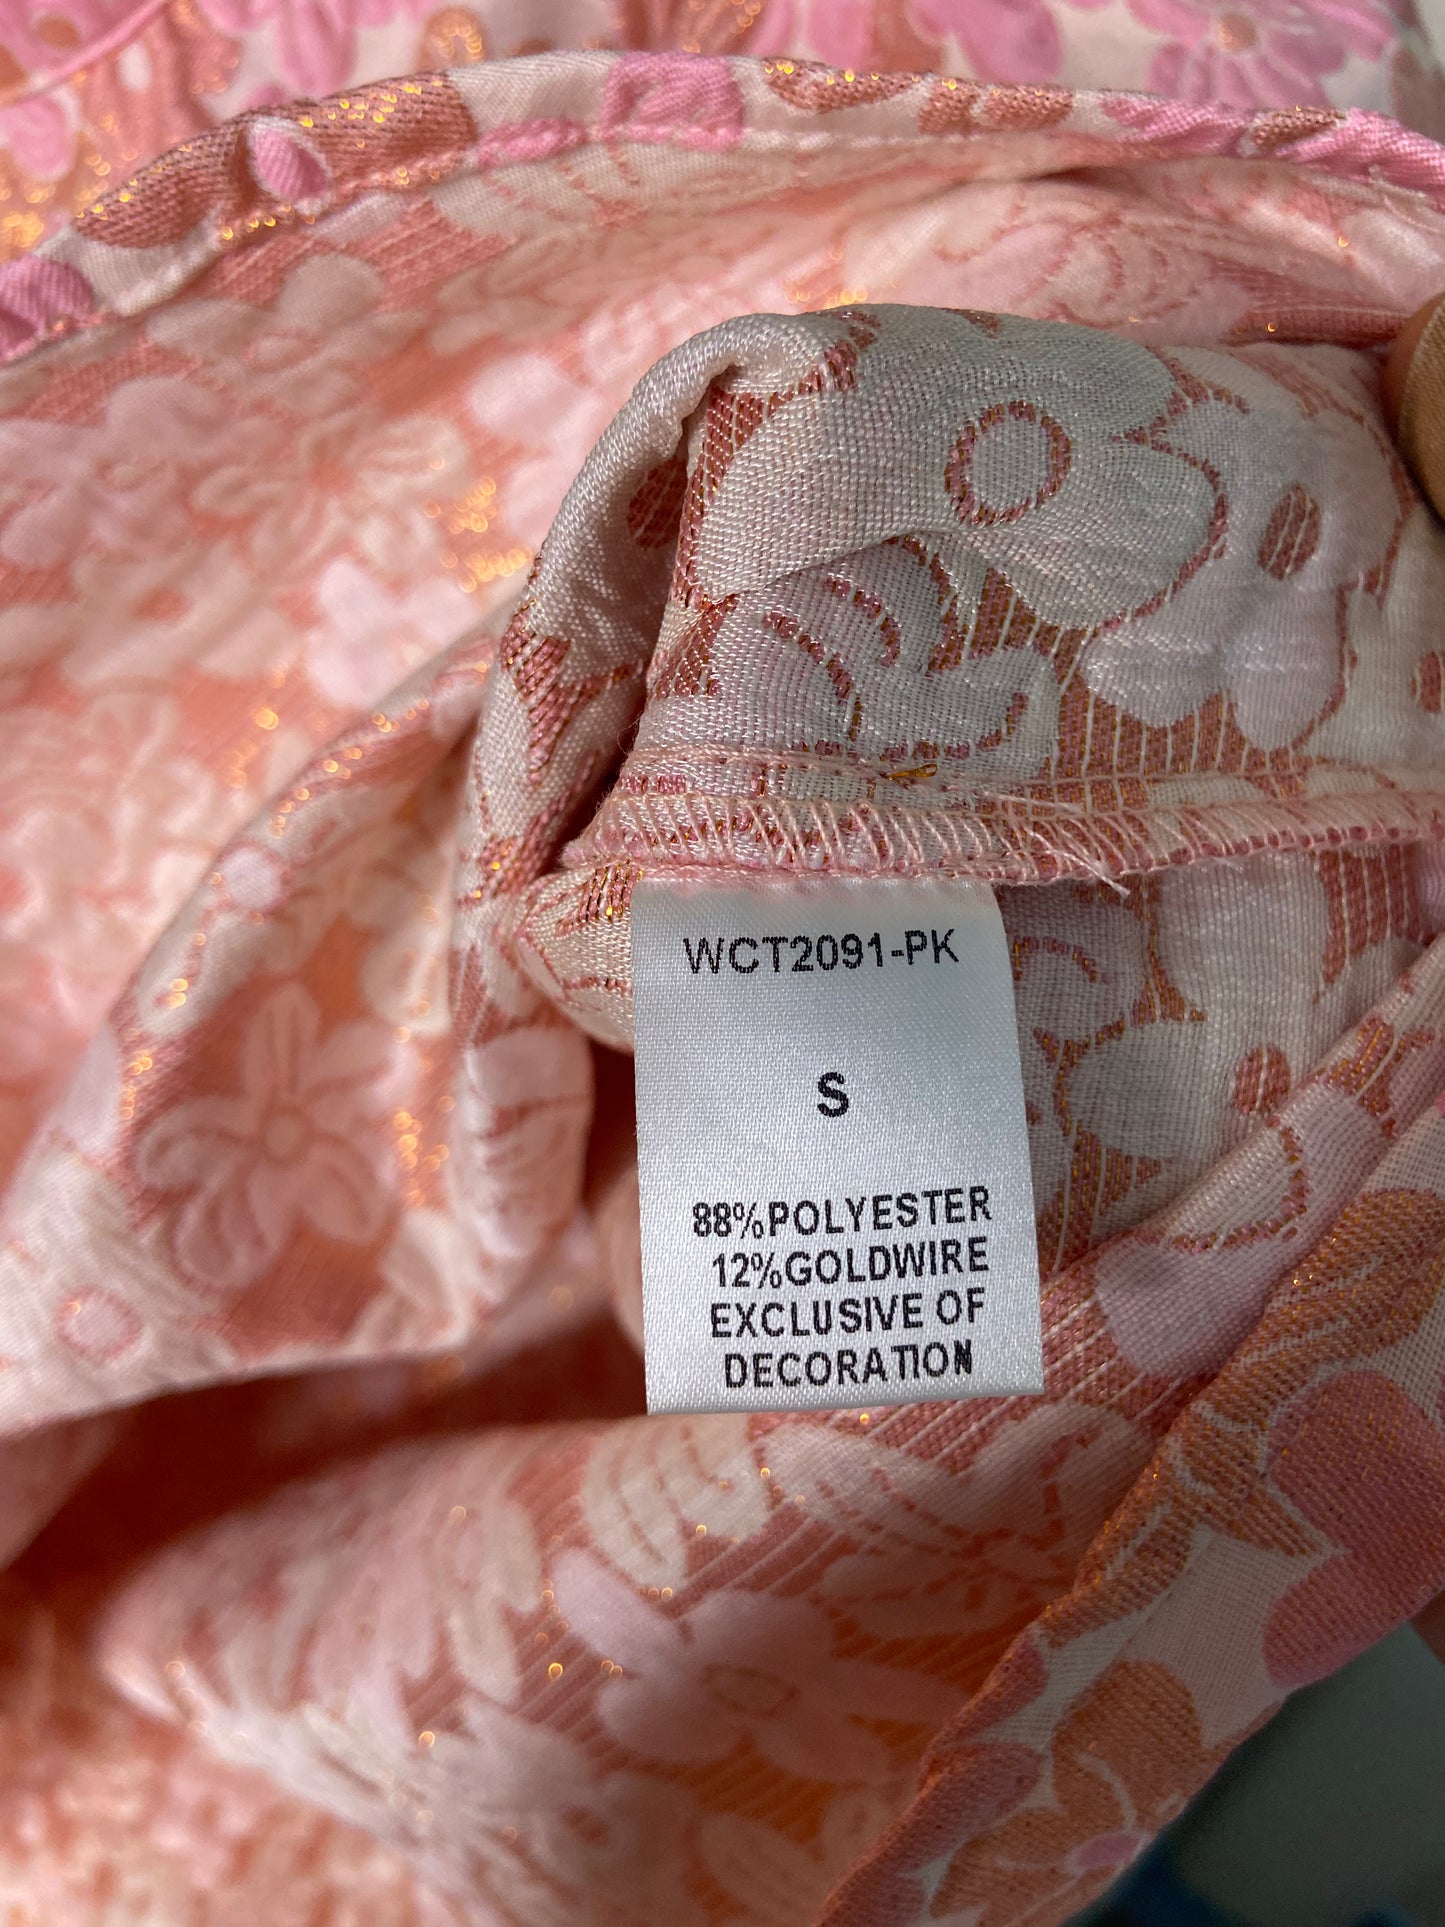 WCT2091-PK
S
88%POLYESTER
12%GOLDWIRE
EXCLUSIVE OF
DECORATION